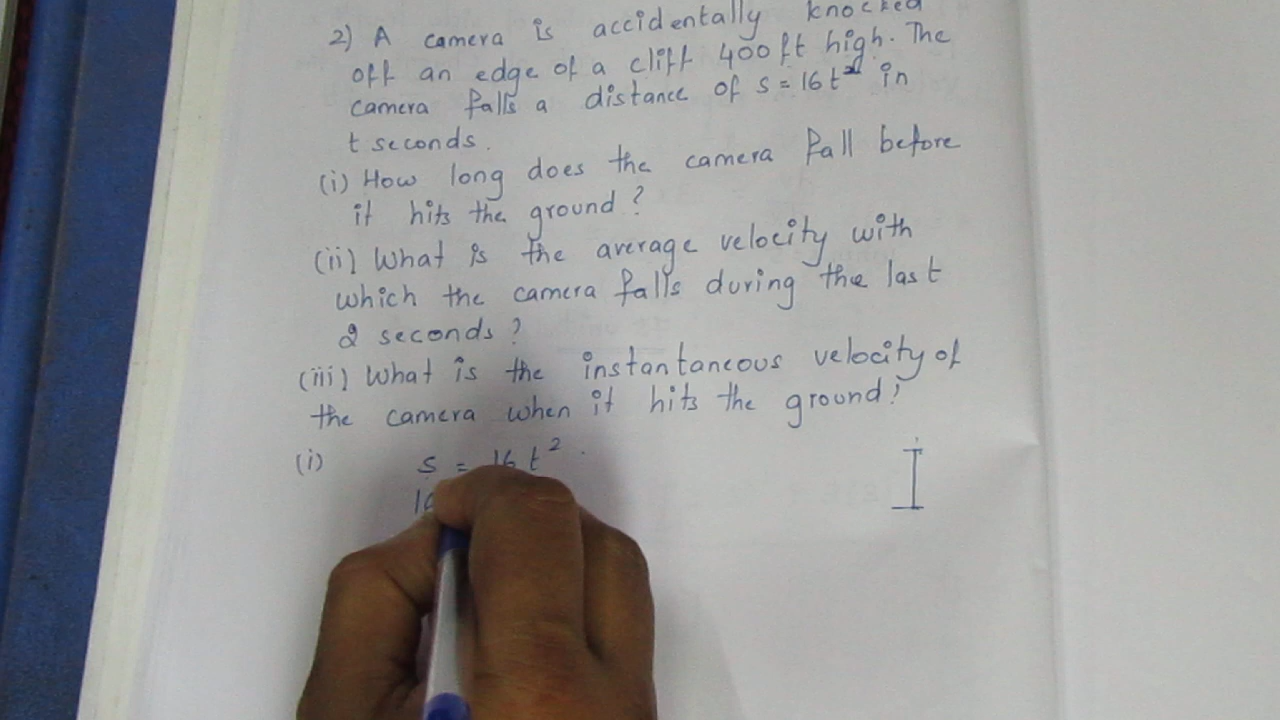 2) A camera is accidentally knocked
off an edge of a cliff 400 ft high. The
camera falls a distance of s = 16t² in
t seconds.
(i) How long does the camera fall before
it hits the ground?
(ii) What is the average velocity with
which the camera falls during the last
2 seconds?
(iii) What is the instantaneous velocity of
the camera when it hits the ground?
(i) s = 16t²